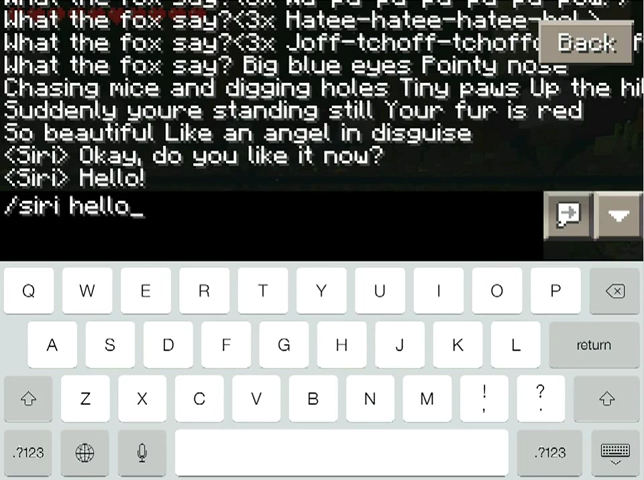 What the fox say?<3x Hatee-hatee-hatee-ho!
What the fox say?<3x Joff-tchoff-tchoffo
Back
What the fox say? Big blue eyes Pointy nose
Chasing mice and digging holes Tiny paws Up the hil
Suddenly youre standing still Your fur is red
So beautiful Like an angel in disguise
<Siri> Okay, do you like it now?
<Siri> Hello!
/siri hello_
Q W E R T Y U I O P
A S D F G H J K L return
Z X C V B N M ! , ? .
.?123 .?123